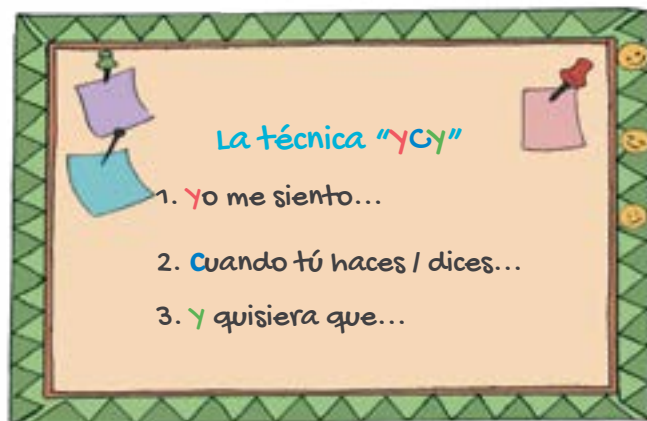 La técnica “YCY”
1. Yo me siento...
2. Cuando tú haces / dices...
3. Y quisiera que...